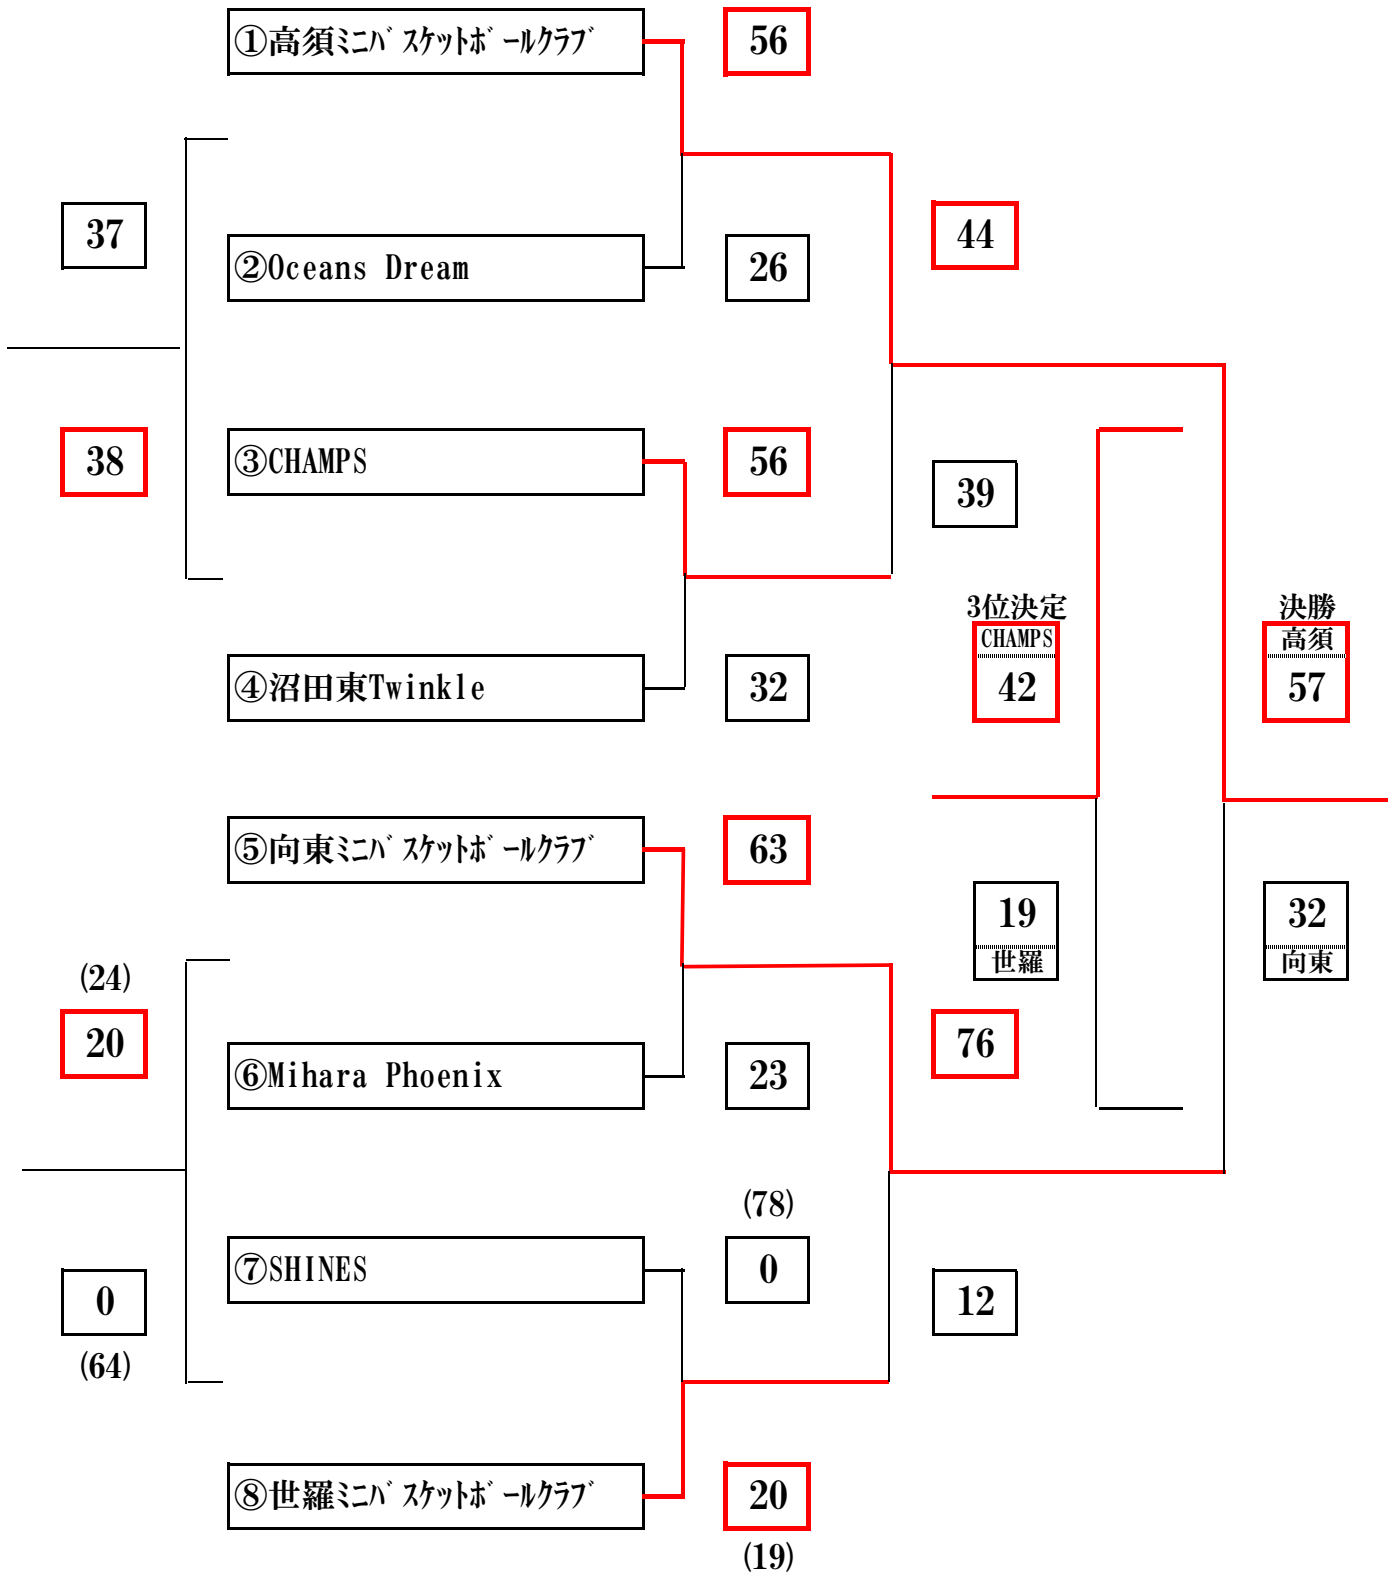 ①高須ﾐﾆﾊﾞｽｹｯﾄﾎﾞｰﾙｸﾗﾌﾞ 56
37 44
②Oceans Dream 26
38 ③CHAMPS 56
39
3位決定 決勝
CHAMPS 高須
④沼田東Twinkle 32 42 57
⑤向東ﾐﾆﾊﾞｽｹｯﾄﾎﾞｰﾙｸﾗﾌﾞ 63
19 32
世羅 向東
(24)
20 76
⑥Mihara Phoenix 23
(78)
⑦SHINES 0
0 12
(64)
⑧世羅ﾐﾆﾊﾞｽｹｯﾄﾎﾞｰﾙｸﾗﾌﾞ 20
(19)